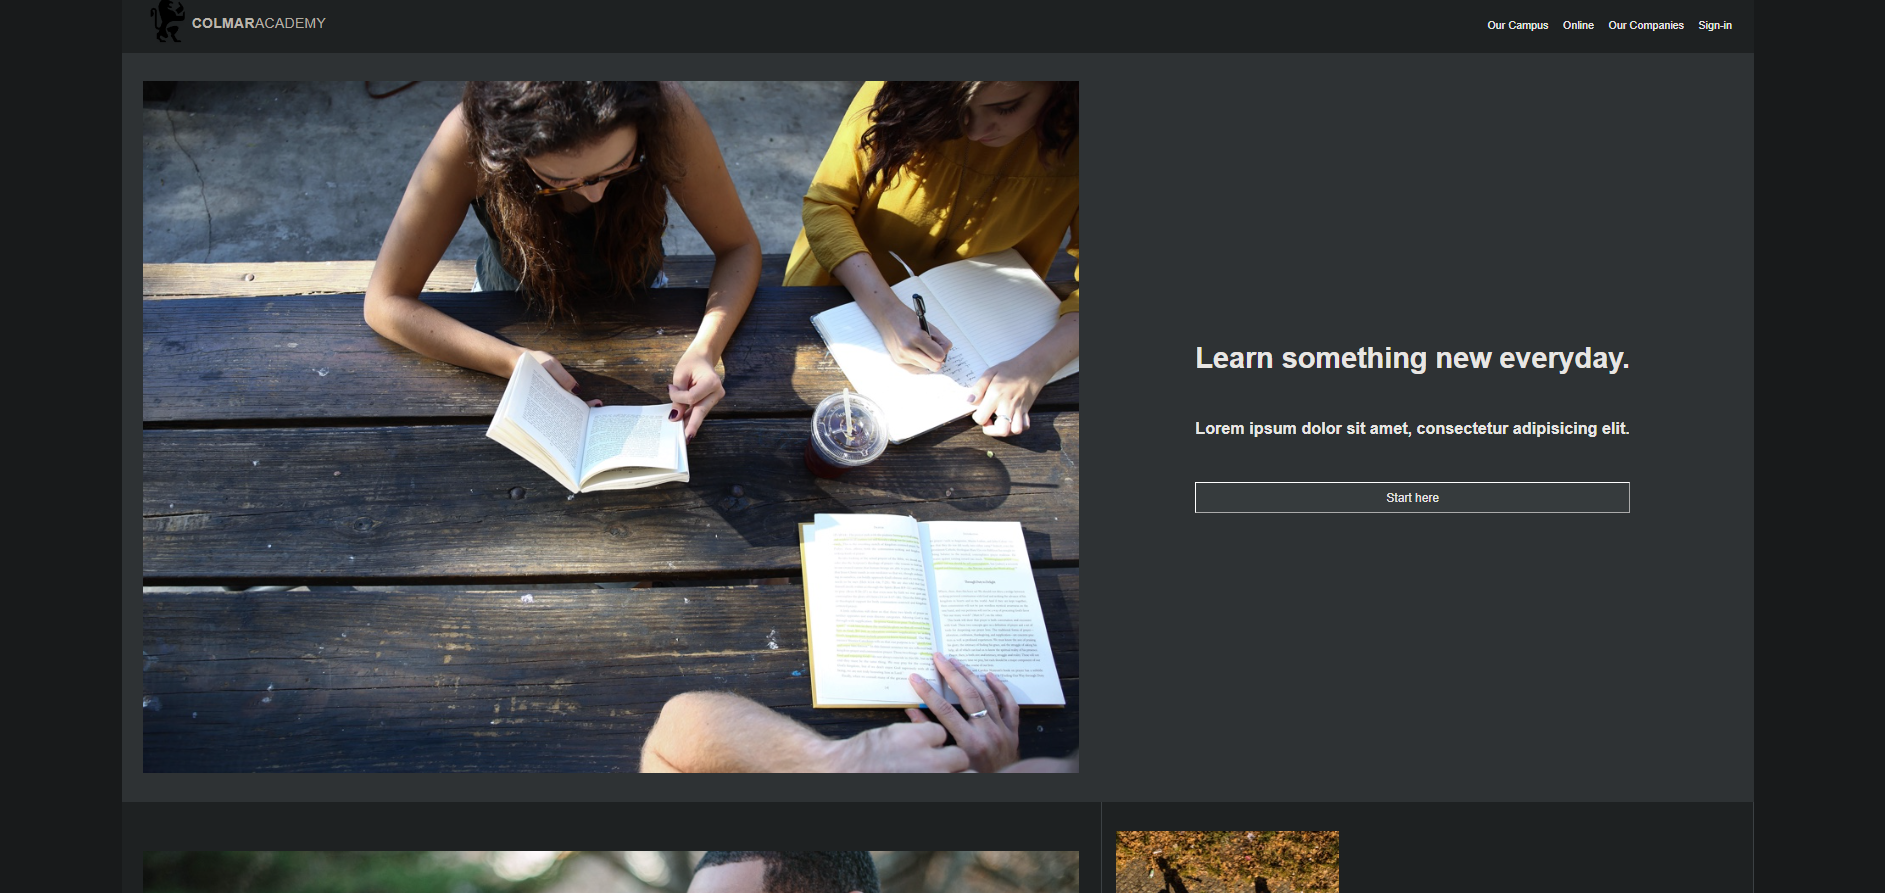 COLMARACADEMY
Our Campus Online Our Companies Sign-in
Learn something new everyday.
Lorem ipsum dolor sit amet, consectetur adipisicing elit.
Start here